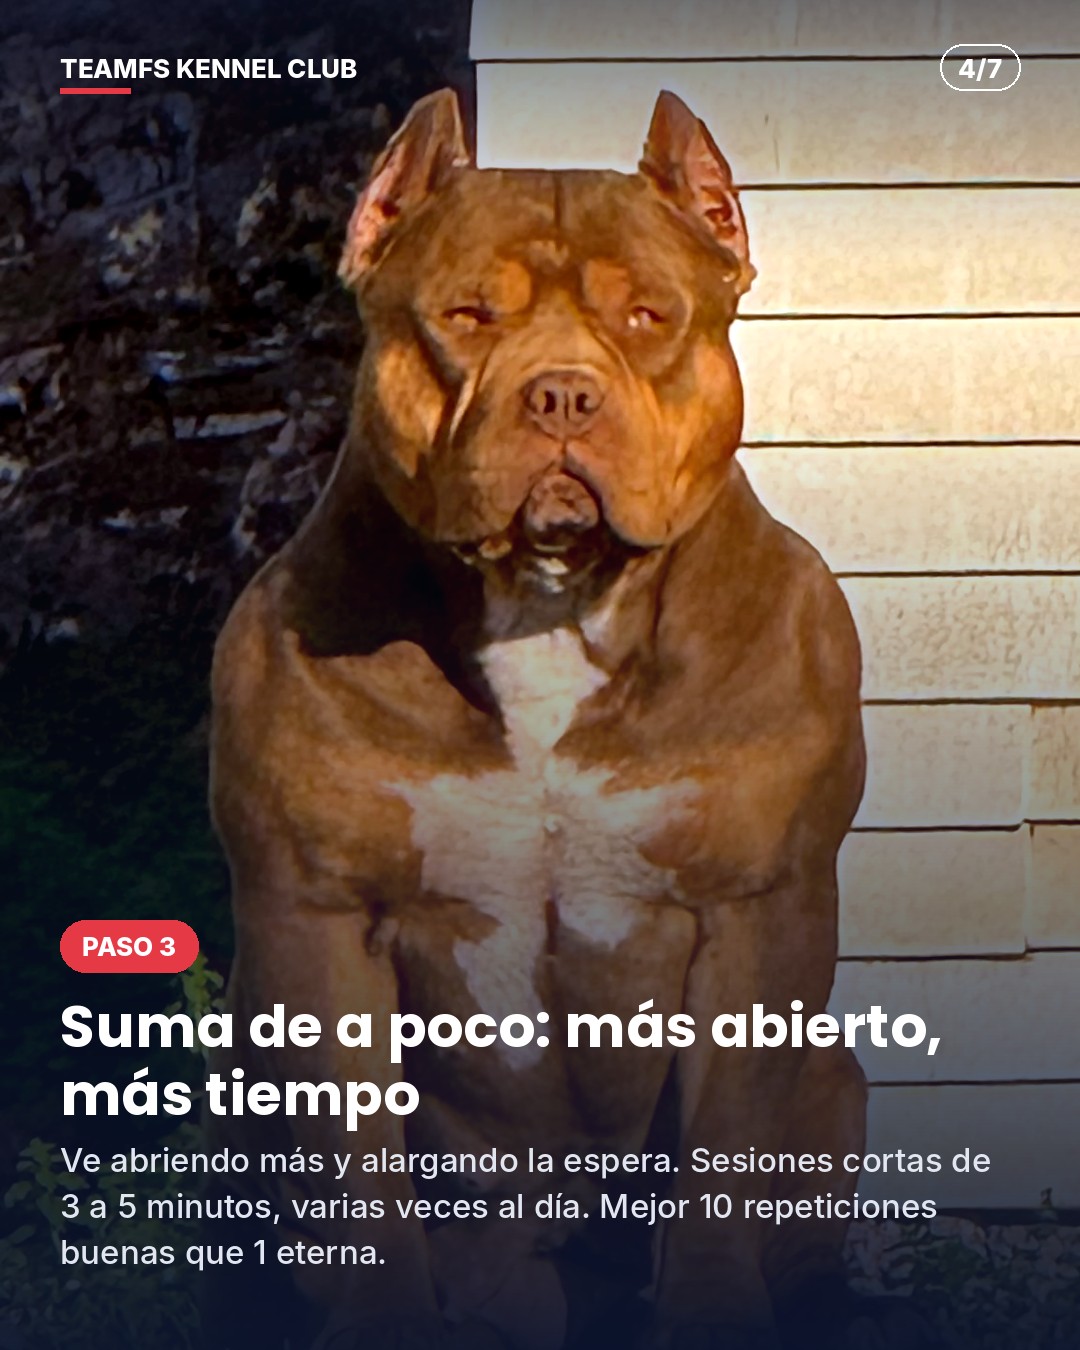 TEAMFS KENNEL CLUB
4/7
PASO 3
Suma de a poco: más abierto,
más tiempo
Ve abriendo más y alargando la espera. Sesiones cortas de
3 a 5 minutos, varias veces al día. Mejor 10 repeticiones
buenas que 1 eterna.